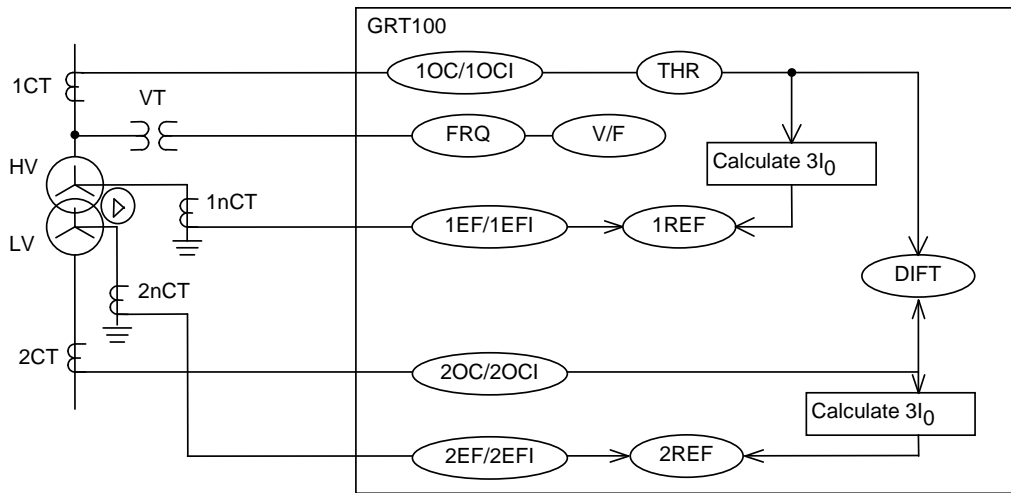 GRT100
1CT
1OC/1OCI
THR
VT
FRQ
V/F
Calculate 3I0
HV
1nCT
1EF/1EFI
1REF
LV
DIFT
2nCT
2CT
2OC/2OCI
Calculate 3I0
2EF/2EFI
2REF